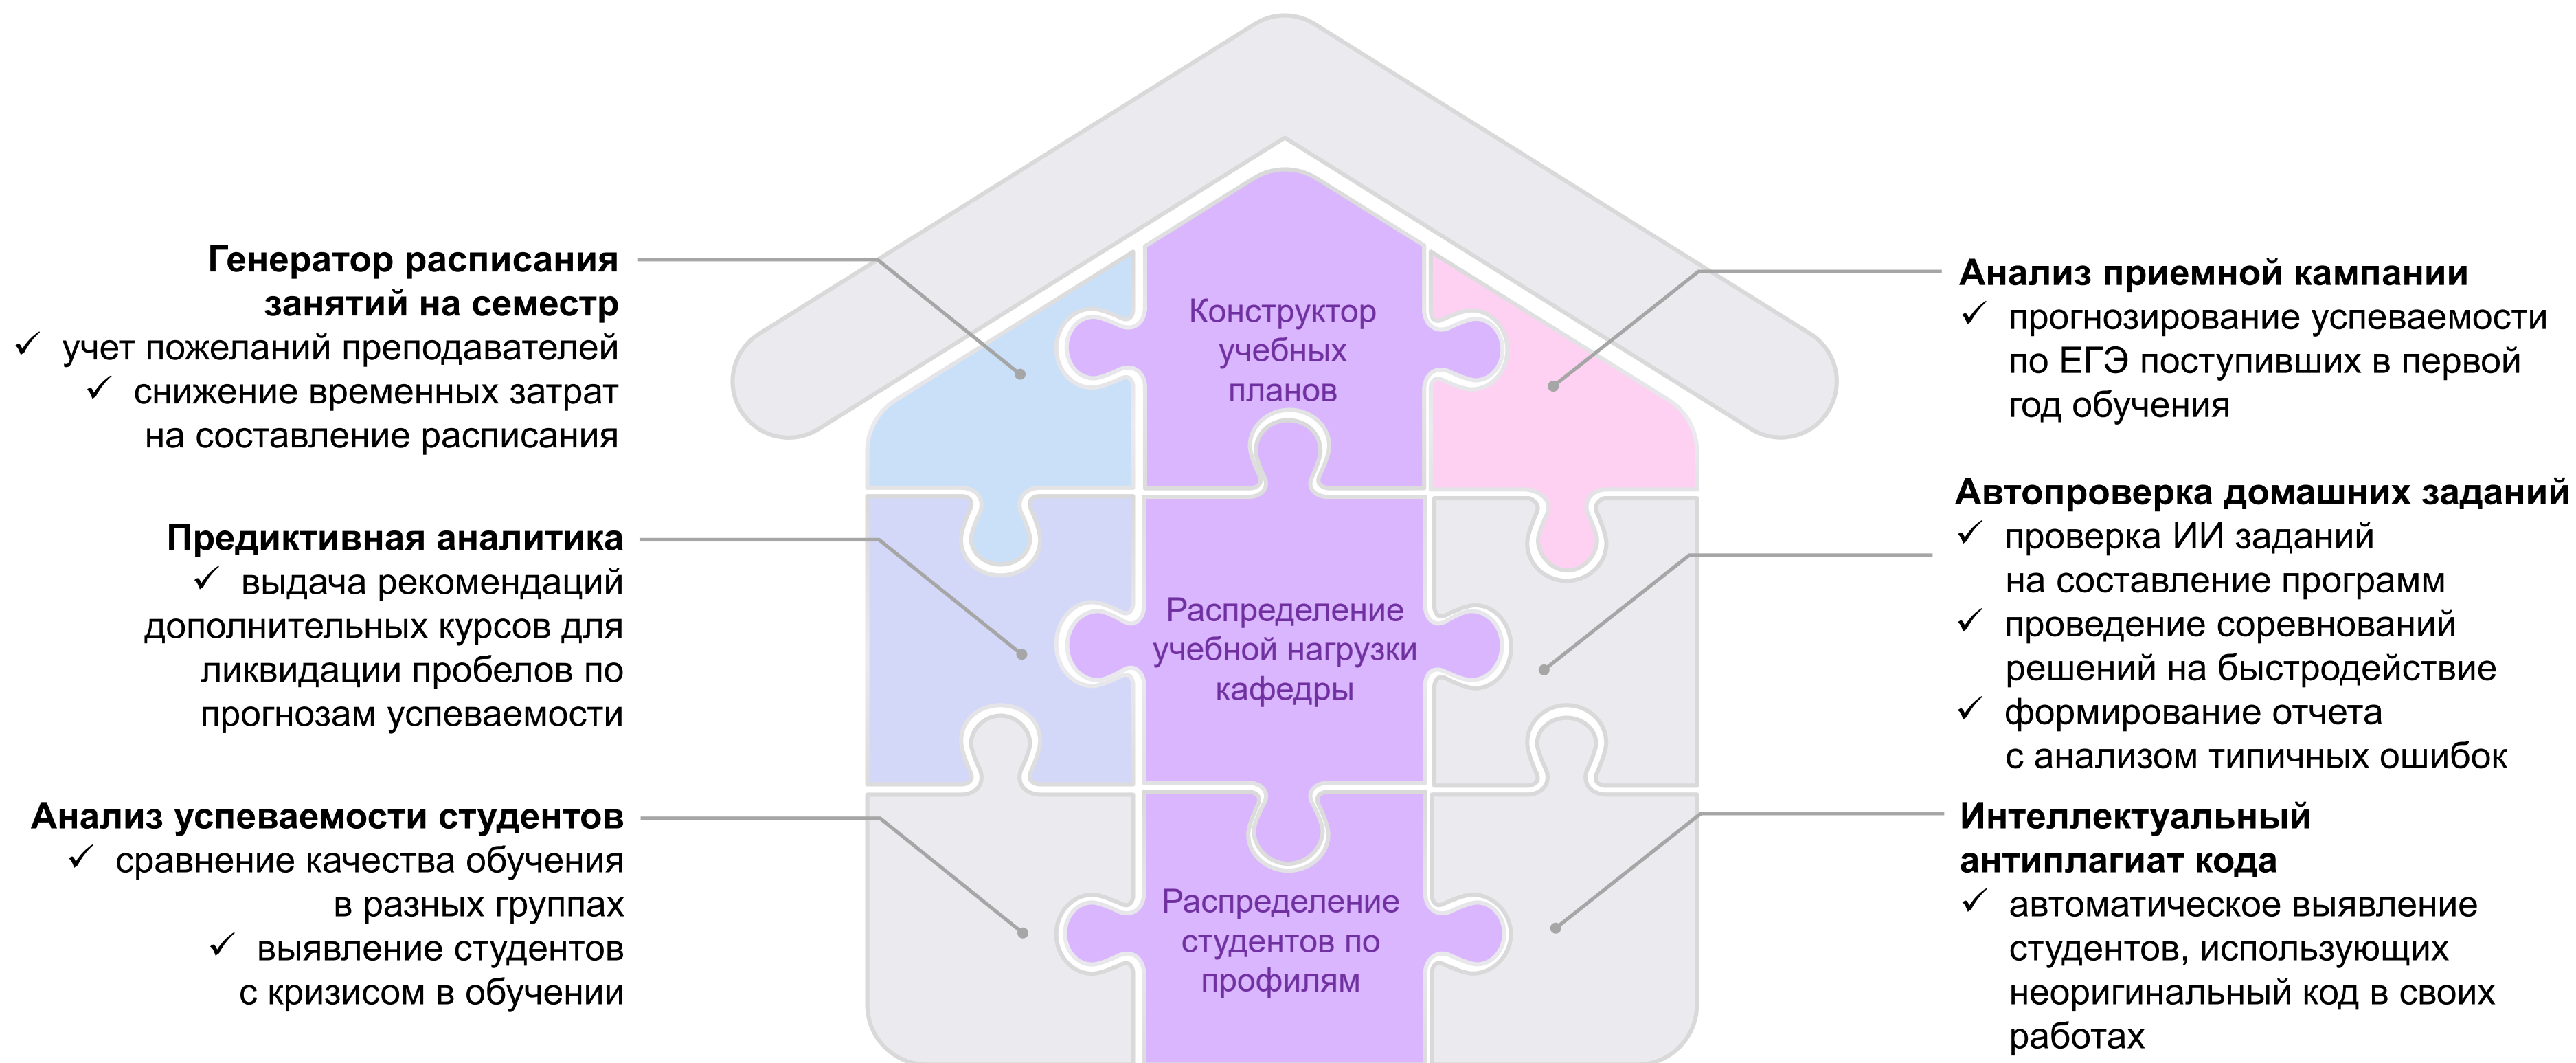 Генератор расписания
занятий на семестр
✓ учет пожеланий преподавателей
✓ снижение временных затрат
на составление расписания
Предиктивная аналитика
✓ выдача рекомендаций
дополнительных курсов для
ликвидации пробелов по
прогнозам успеваемости
Анализ успеваемости студентов
✓ сравнение качества обучения
в разных группах
✓ выявление студентов
с кризисом в обучении
Конструктор
учебных
планов
Распределение
учебной нагрузки
кафедры
Распределение
студентов по
профилям
Анализ приемной кампании
✓ прогнозирование успеваемости
по ЕГЭ поступивших в первой
год обучения
Автопроверка домашних заданий
✓ проверка ИИ заданий
на составление программ
✓ проведение соревнований
решений на быстродействие
✓ формирование отчета
с анализом типичных ошибок
Интеллектуальный
антиплагиат кода
✓ автоматическое выявление
студентов, использующих
неоригинальный код в своих
работах